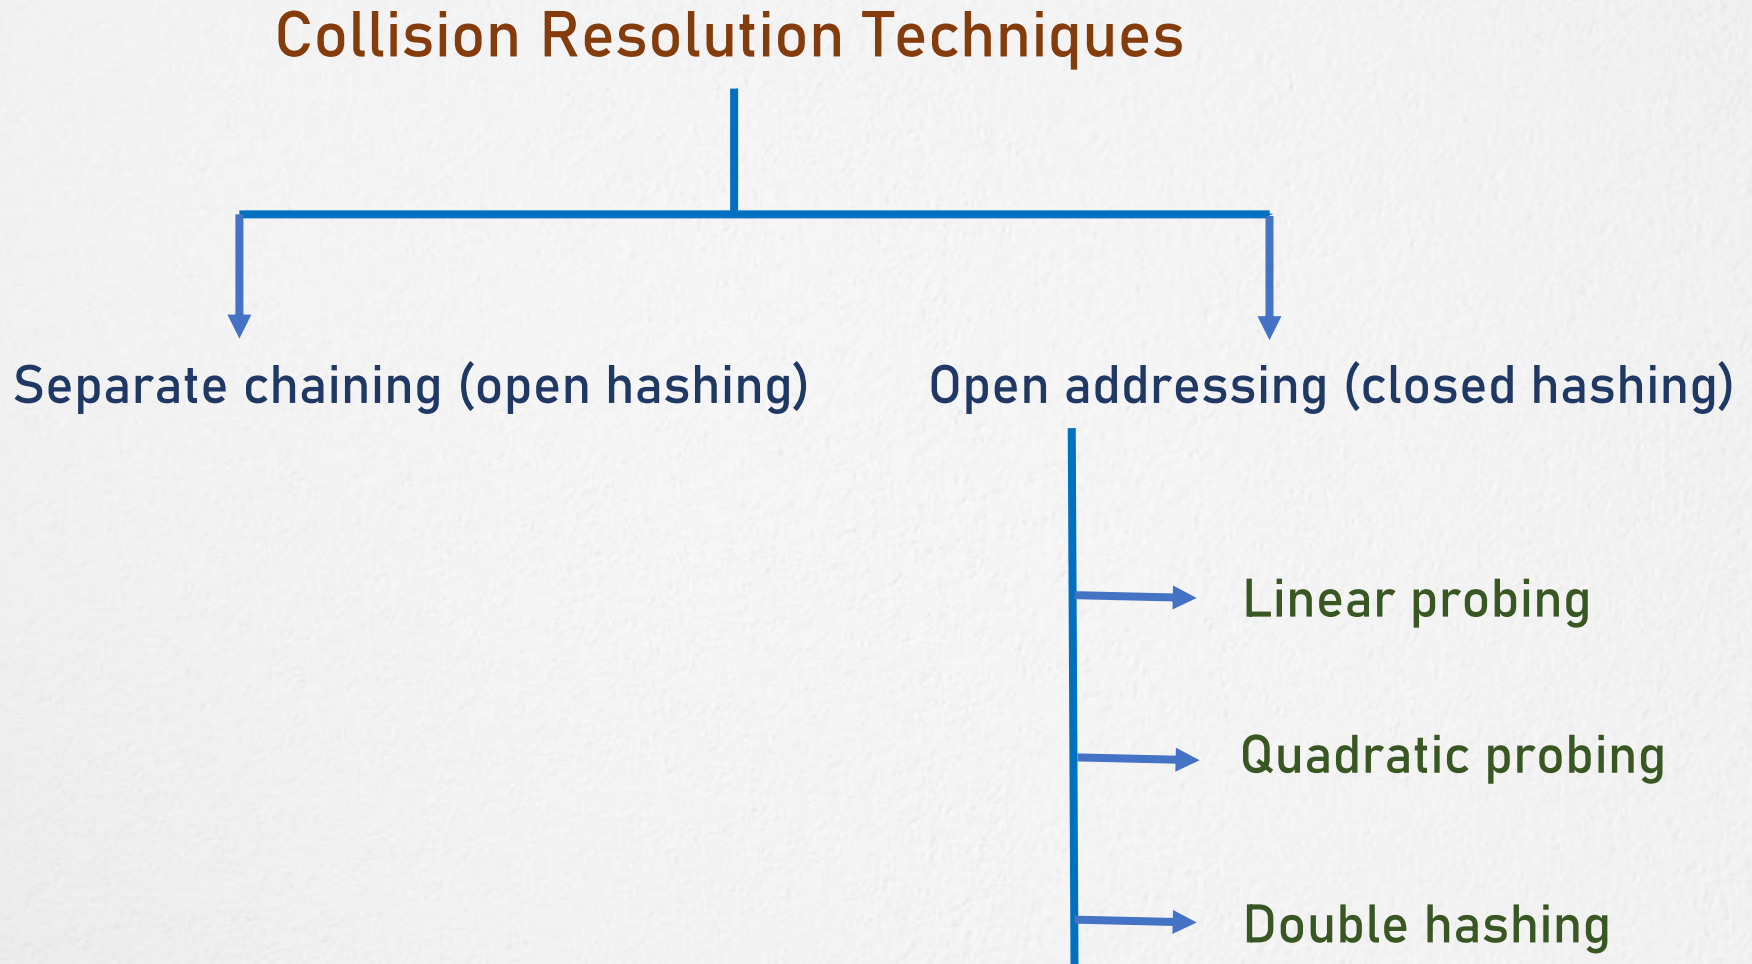 Collision Resolution Techniques
Separate chaining (open hashing)
Open addressing (closed hashing)
Linear probing
Quadratic probing
Double hashing